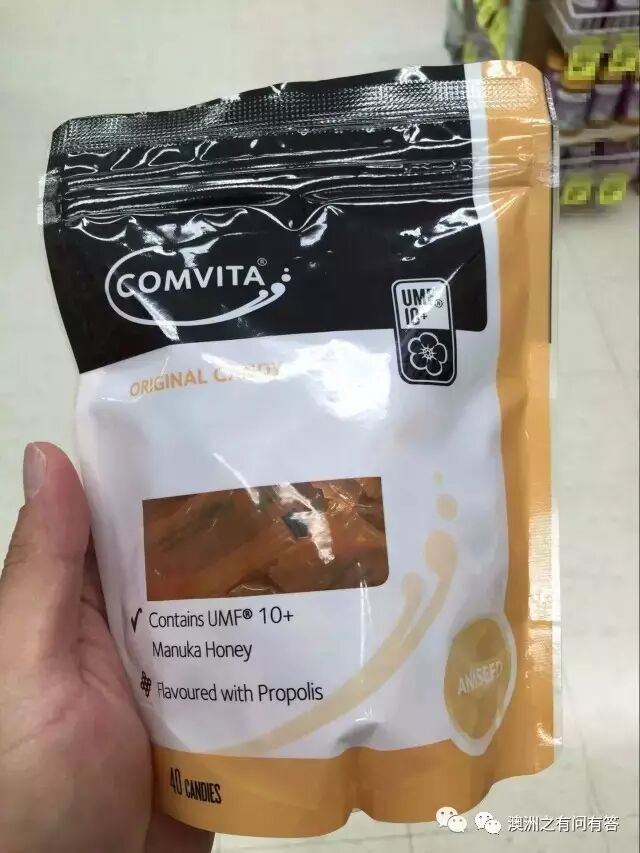 COMVITA®
UMF®
10+
ORIGINAL CANDY
✓ Contains UMF® 10+
Manuka Honey
Flavoured with Propolis
ANISEED
40 CANDIES
澳洲之有问有答